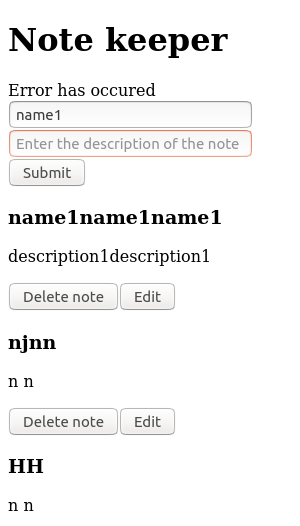 Note keeper
Error has occured
name1
Enter the description of the note
Submit
name1name1name1
description1description1
Delete note Edit
njnn
n n
Delete note Edit
HH
n n